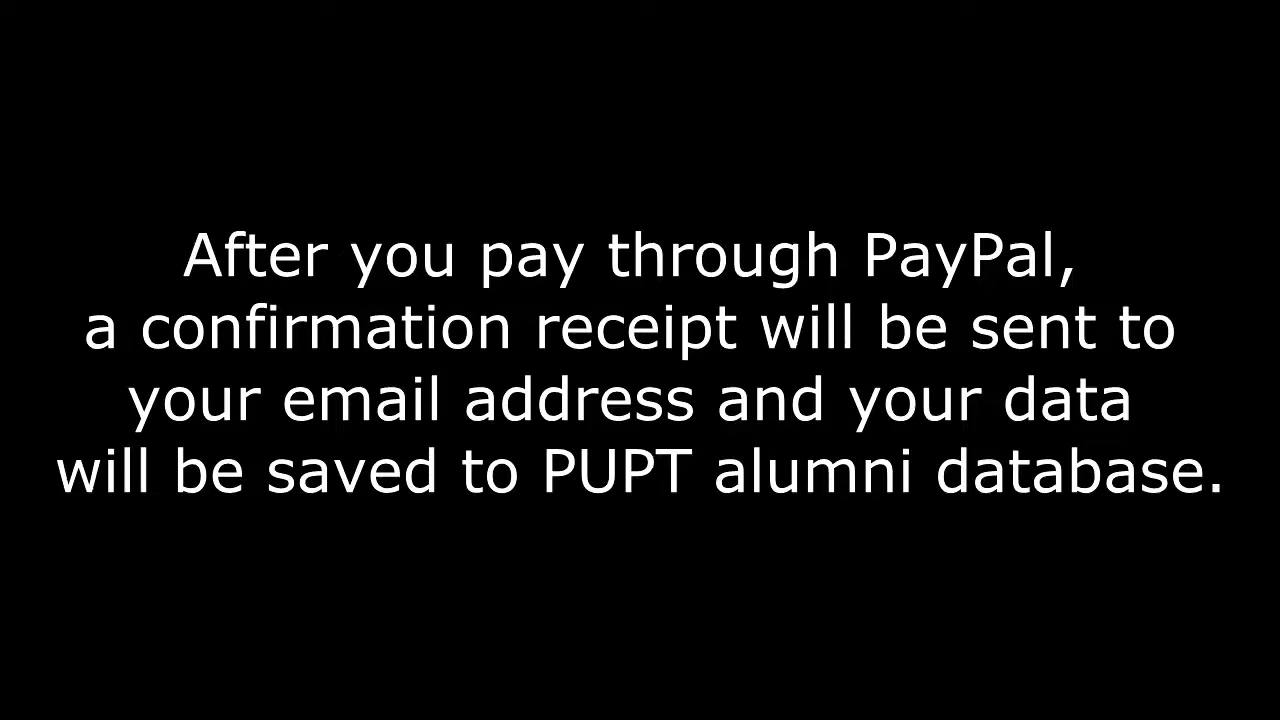 After you pay through PayPal,
a confirmation receipt will be sent to
your email address and your data
will be saved to PUPT alumni database.